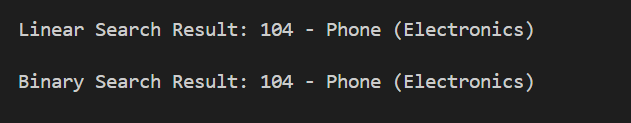 Linear Search Result: 104 - Phone (Electronics)
Binary Search Result: 104 - Phone (Electronics)